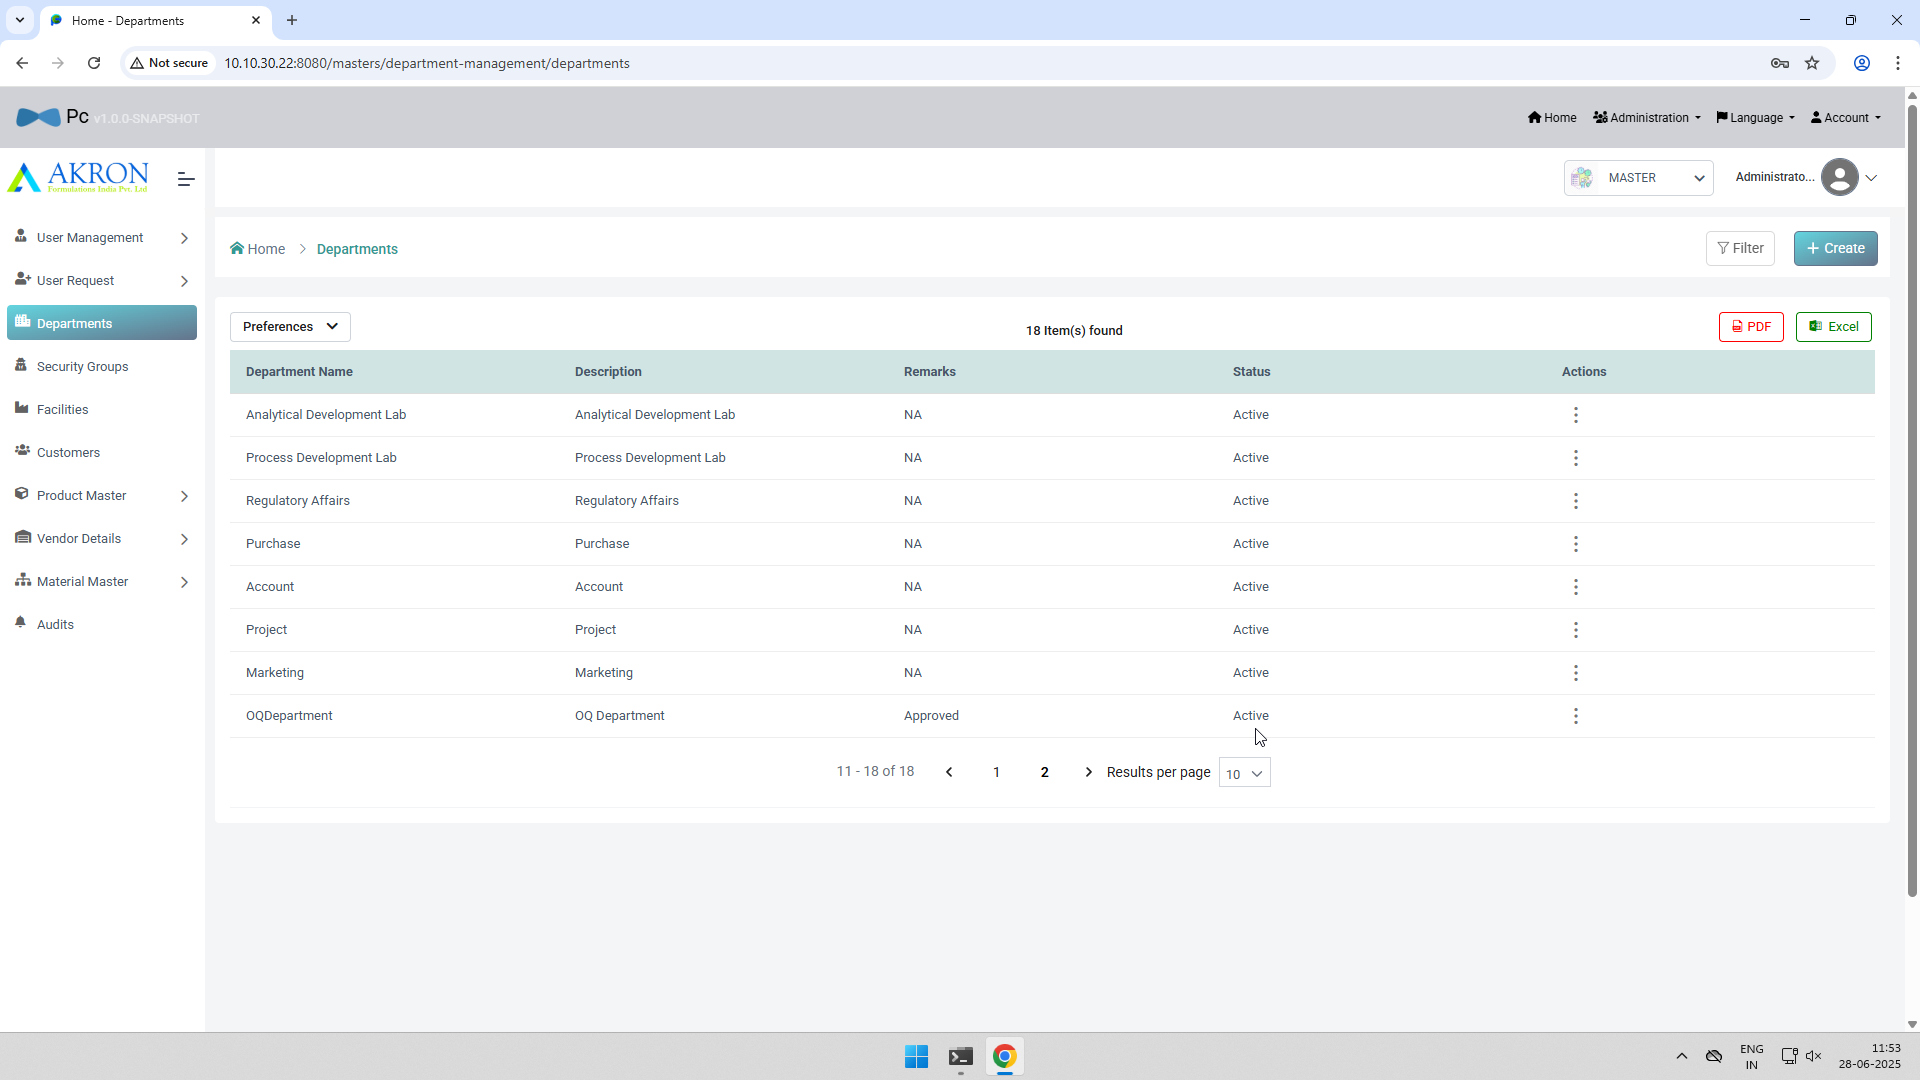 Home - Departments
Not secure
10.10.30.22:8080/masters/department-management/departments
Pc v1.0.0-SNAPSHOT
Home
Administration
Language
Account
AKRON
Formulations India Pvt. Ltd
MASTER
Administrato...
User Management
User Request
Departments
Security Groups
Facilities
Customers
Product Master
Vendor Details
Material Master
Audits
Home > Departments
Filter
+ Create
Preferences
18 Item(s) found
PDF
Excel
Department Name Description Remarks Status Actions
Analytical Development Lab Analytical Development Lab NA Active
Process Development Lab Process Development Lab NA Active
Regulatory Affairs Regulatory Affairs NA Active
Purchase Purchase NA Active
Account Account NA Active
Project Project NA Active
Marketing Marketing NA Active
OQDepartment OQ Department Approved Active
11 - 18 of 18 1 2 Results per page 10
ENG
IN
11:53
28-06-2025